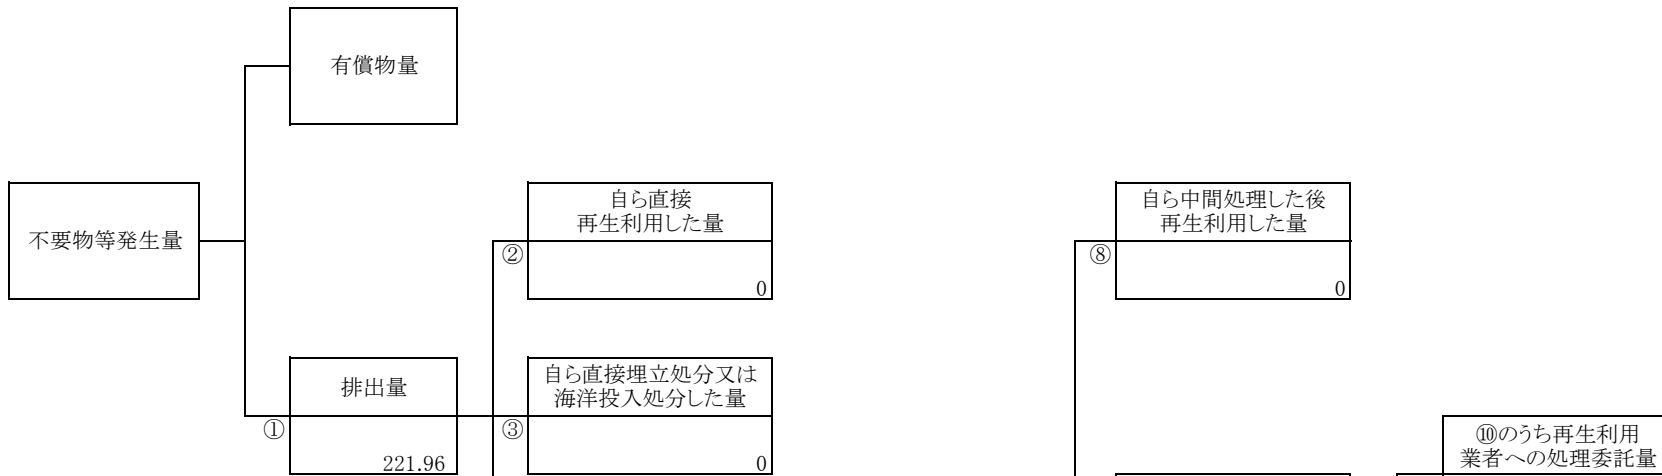 有償物量
不要物等発生量
自ら直接
再生利用した量
②
0
自ら中間処理した後
再生利用した量
⑧
0
排出量
①
221.96
自ら直接埋立処分又は
海洋投入処分した量
③
0
⑩のうち再生利用
業者への処理委託量